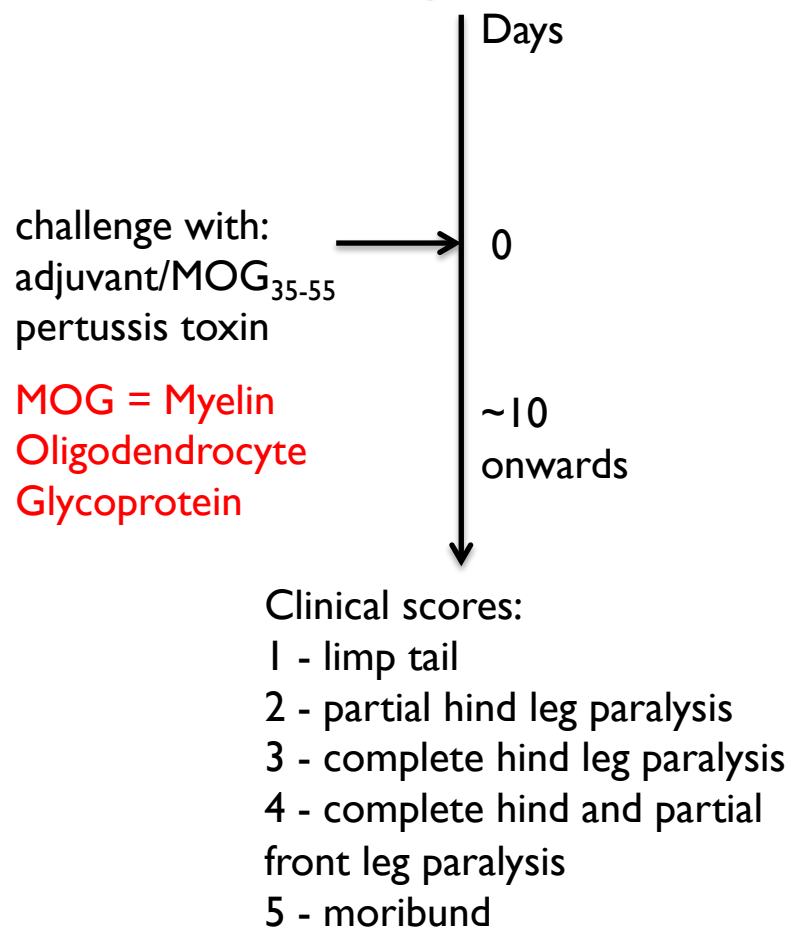 Days
challenge with:
adjuvant/MOG35-55
pertussis toxin
0
MOG = Myelin
Oligodendrocyte
Glycoprotein
~10
onwards
Clinical scores:
1 - limp tail
2 - partial hind leg paralysis
3 - complete hind leg paralysis
4 - complete hind and partial
front leg paralysis
5 - moribund